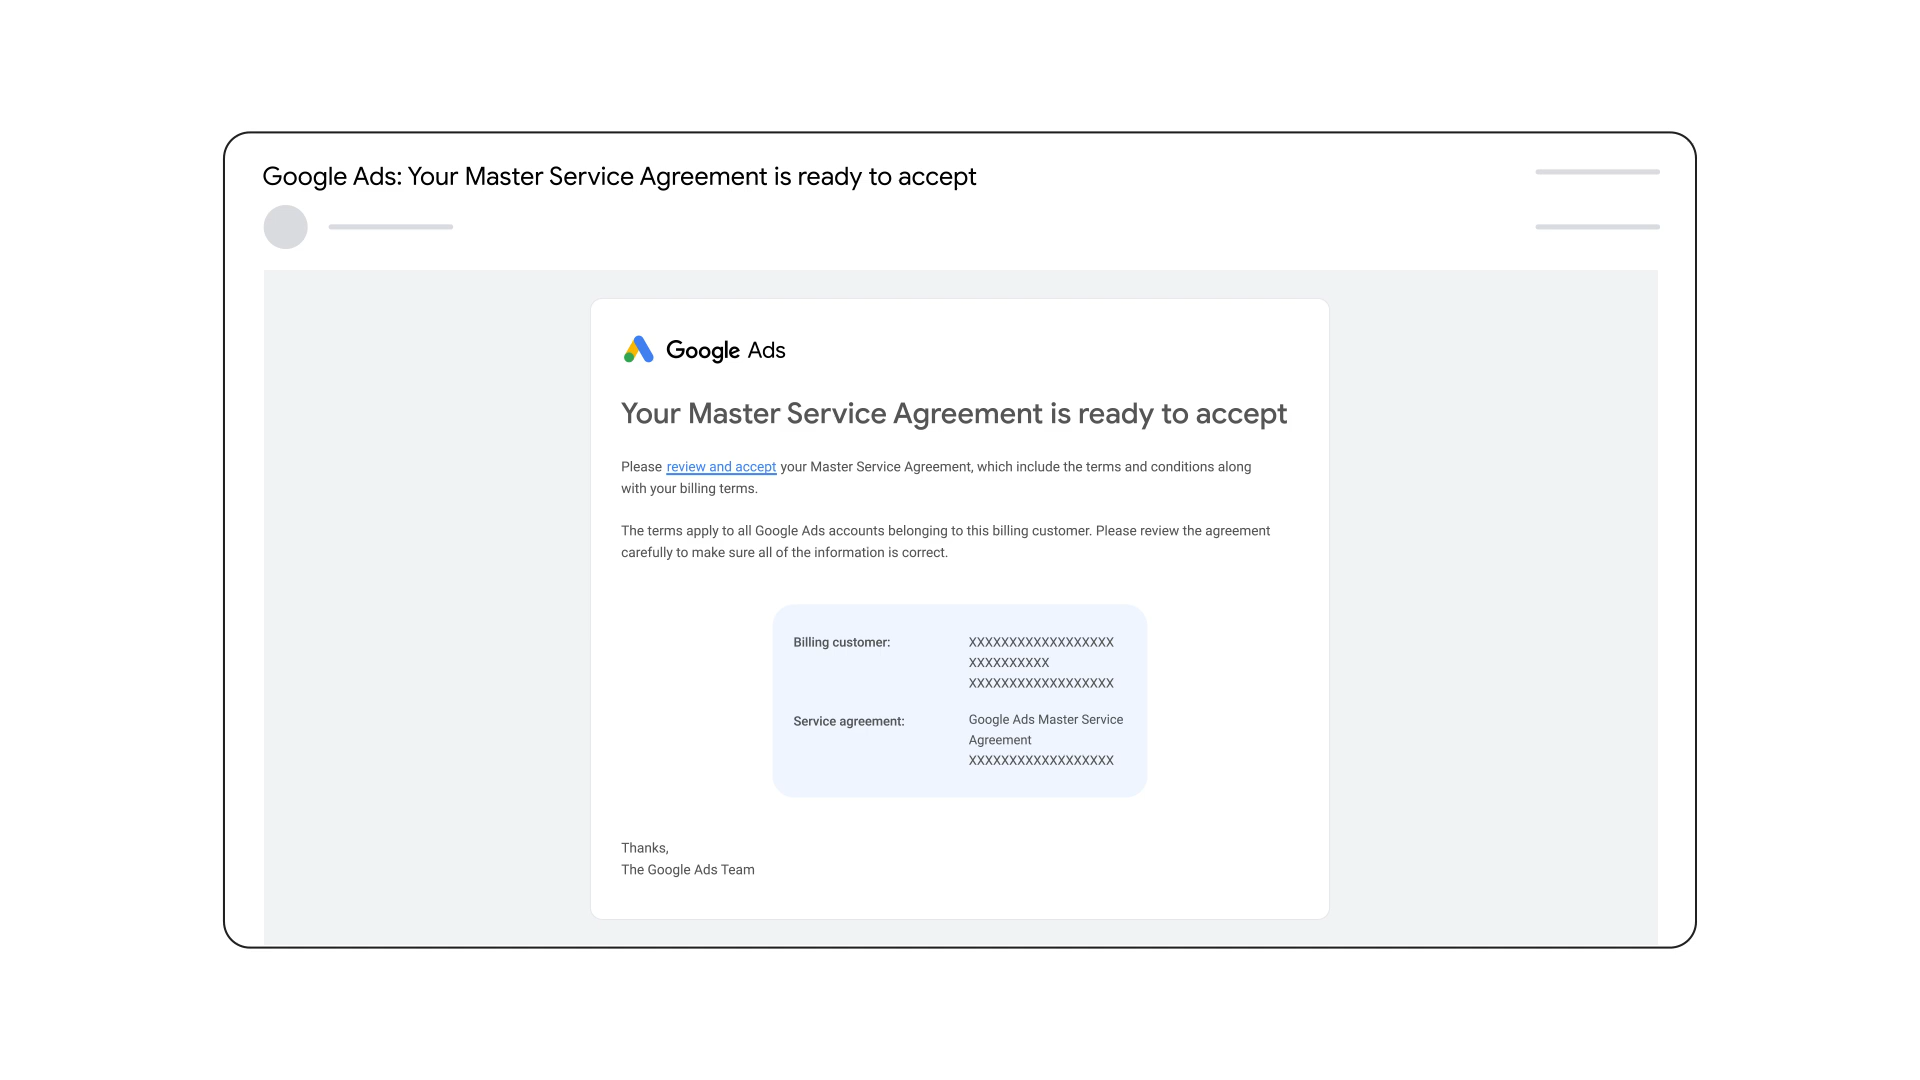 Google Ads: Your Master Service Agreement is ready to accept
Google Ads
Your Master Service Agreement is ready to accept
Please review and accept your Master Service Agreement, which include the terms and conditions along
with your billing terms.
The terms apply to all Google Ads accounts belonging to this billing customer. Please review the agreement
carefully to make sure all of the information is correct.
Billing customer: XXXXXXXXXXXXXXXXXX
XXXXXXXXXX
XXXXXXXXXXXXXXXXXX
Service agreement: Google Ads Master Service
Agreement
XXXXXXXXXXXXXXXXXX
Thanks,
The Google Ads Team